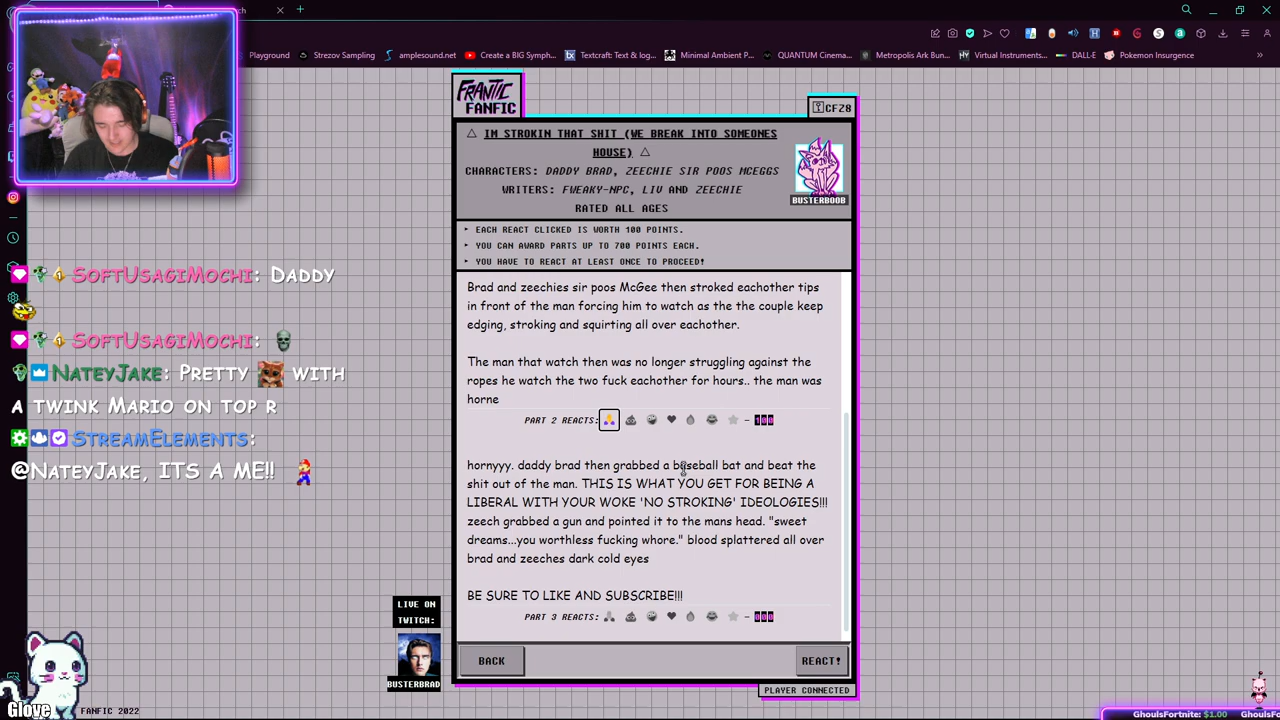 Playground
Strezov Sampling
amplesound.net
Create a BIG Symph...
Textcraft: Text & log...
Minimal Ambient P...
QUANTUM Cinema...
Metropolis Ark Bun...
Virtual Instruments...
DALL-E
Pokemon Insurgence
FRANTIC
FANFIC
CFZ8
△ IM STROKIN THAT SHIT (WE BREAK INTO SOMEONES
HOUSE) △
CHARACTERS: DADDY BRAD, ZEECHIE SIR POOS MCEGGS
WRITERS: FWEAKY-NPC, LIV AND ZEECHIE
RATED ALL AGES
BUSTERBOOB
▸ EACH REACT CLICKED IS WORTH 100 POINTS.
▸ YOU CAN AWARD PARTS UP TO 700 POINTS EACH.
▸ YOU HAVE TO REACT AT LEAST ONCE TO PROCEED!
Brad and zeechies sir poos McGee then stroked eachother tips
in front of the man forcing him to watch as the the couple keep
edging, stroking and squirting all over eachother.
The man that watch then was no longer struggling against the
ropes he watch the two fuck eachother for hours.. the man was
horne
PART 2 REACTS: – 100
hornyyy. daddy brad then grabbed a baseball bat and beat the
shit out of the man. THIS IS WHAT YOU GET FOR BEING A
LIBERAL WITH YOUR WOKE 'NO STROKING' IDEOLOGIES!!!
zeech grabbed a gun and pointed it to the mans head. "sweet
dreams...you worthless fucking whore." blood splattered all over
brad and zeeches dark cold eyes
BE SURE TO LIKE AND SUBSCRIBE!!!
PART 3 REACTS: – 000
BACK
REACT!
PLAYER CONNECTED
SoftUsagiMochi: Daddy
SoftUsagiMochi:
NateyJake: Pretty with
a twink Mario on top r
StreamElements:
@NateyJake, ITS A ME!!
LIVE ON
TWITCH:
BUSTERBRAD
Glove
FANFIC 2022
GhoulsFortnite: $1.00
GhoulsFortni